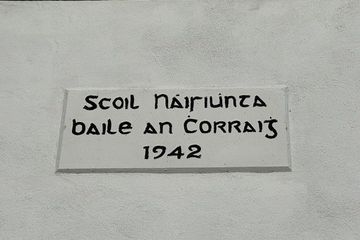 Scoil Náisiúnta
baile an Ċorraiġ
1942